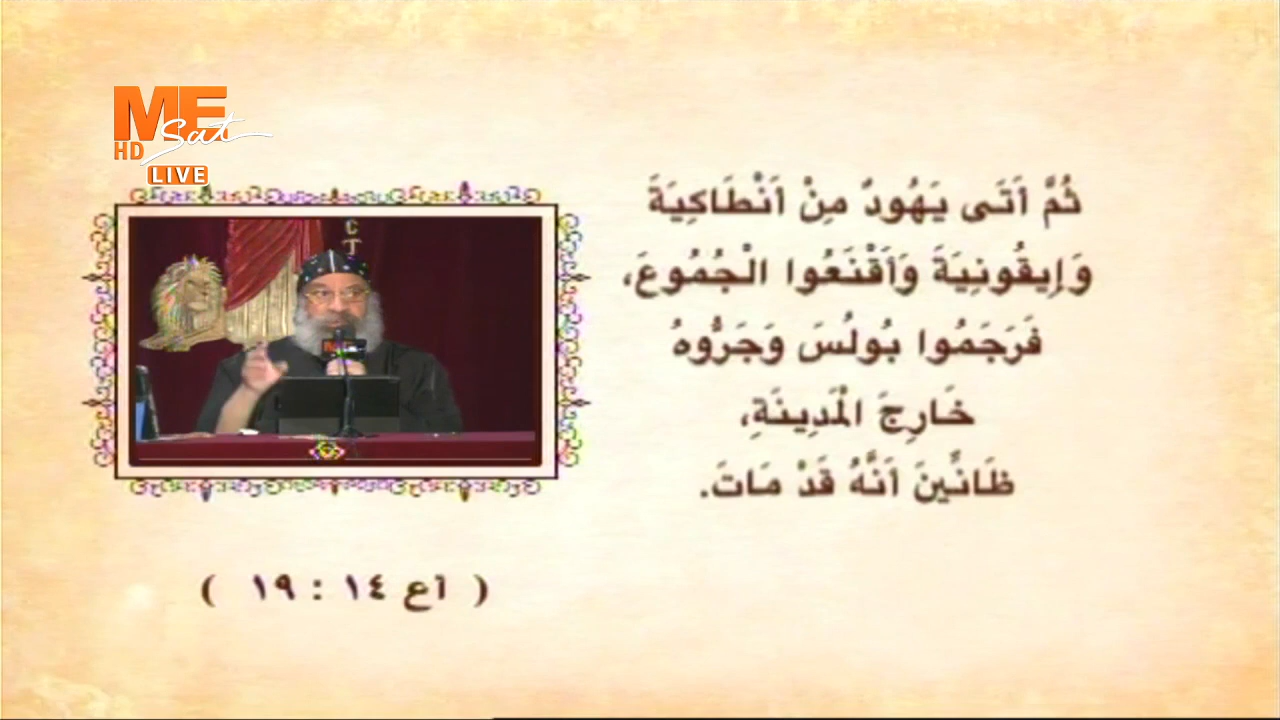 ME
Sat
HD
LIVE
ثُمَّ أَتَى يَهُودٌ مِنْ أَنْطَاكِيَةَ
وَإِيقُونِيَةَ وَأَقْنَعُوا الْجُمُوعَ،
فَرَجَمُوا بُولُسَ وَجَرُّوهُ
خَارِجَ الْمَدِينَةِ،
ظَانِّينَ أَنَّهُ قَدْ مَاتَ.
( أع ١٤ : ١٩ )